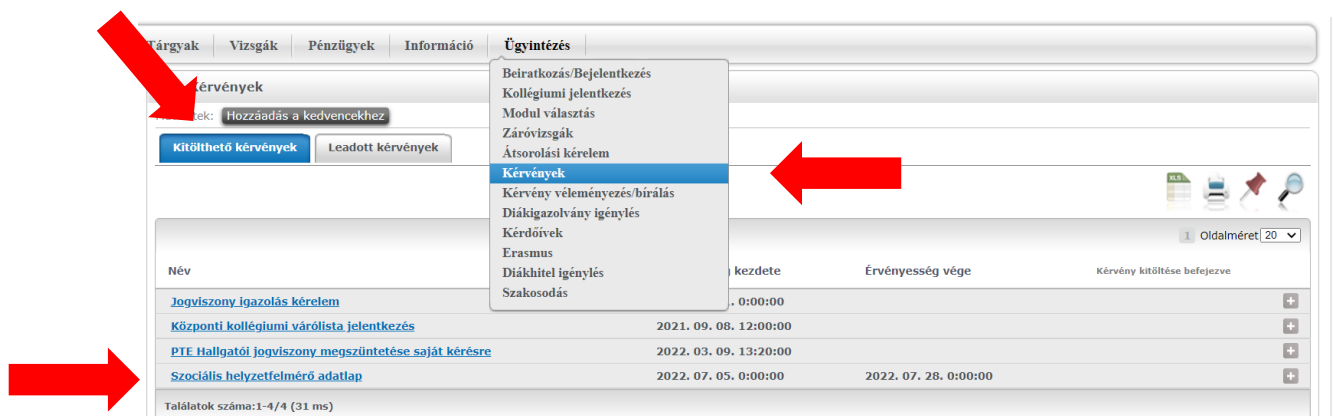 Tárgyak Vizsgák Pénzügyek Információ Ügyintézés
Beiratkozás/Bejelentkezés
Kollégiumi jelentkezés
Modul választás
Záróvizsgák
Átsorolási kérelem
Kérvények
Kérvény véleményezés/bírálás
Diákigazolvány igénylés
Kérdőívek
Erasmus
Diákhitel igénylés
Szakosodás
Kérvények
Hozzáadás a kedvencekhez
Kitölthető kérvények Leadott kérvények
XLS
1 Oldalméret 20
Név kezdete Érvényesség vége Kérvény kitöltése befejezve
Jogviszony igazolás kérelem 0:00:00
Központi kollégiumi várólista jelentkezés 2021. 09. 08. 12:00:00
PTE Hallgatói jogviszony megszüntetése saját kérésre 2022. 03. 09. 13:20:00
Szociális helyzetfelmérő adatlap 2022. 07. 05. 0:00:00 2022. 07. 28. 0:00:00
Találatok száma:1-4/4 (31 ms)